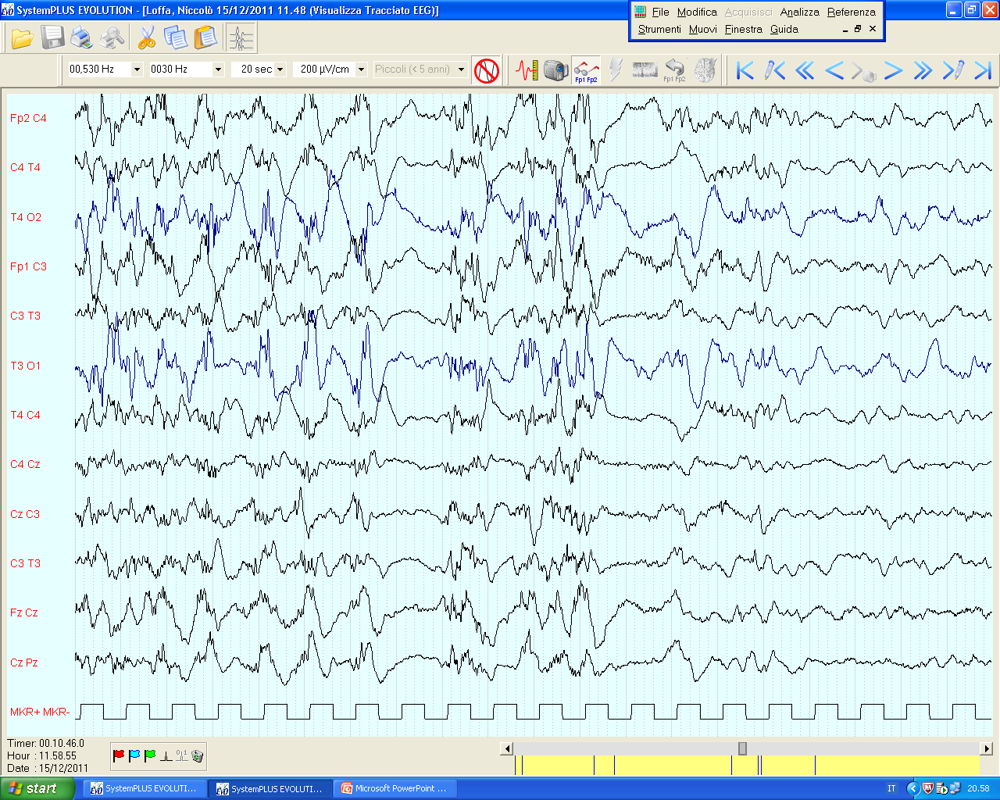 SystemPLUS EVOLUTION - [Loffa, Niccolò 15/12/2011 11.48 (Visualizza Tracciato EEG)]
File Modifica Acquisisci Analizza Referenza
Strumenti Muovi Finestra Guida
00,530 Hz 0030 Hz 20 sec 200 µV/cm Piccoli (< 5 anni)
Fp1 Fp2 Fp1 Fp2
Fp2 C4
C4 T4
T4 O2
Fp1 C3
C3 T3
T3 O1
T4 C4
C4 Cz
Cz C3
C3 T3
Fz Cz
Cz Pz
MKR+ MKR-
Timer: 00.10.46.0
Hour : 11.58.55
Date : 15/12/2011
start SystemPLUS EVOLUTI... SystemPLUS EVOLUTI... Microsoft PowerPoint ... IT 20.58